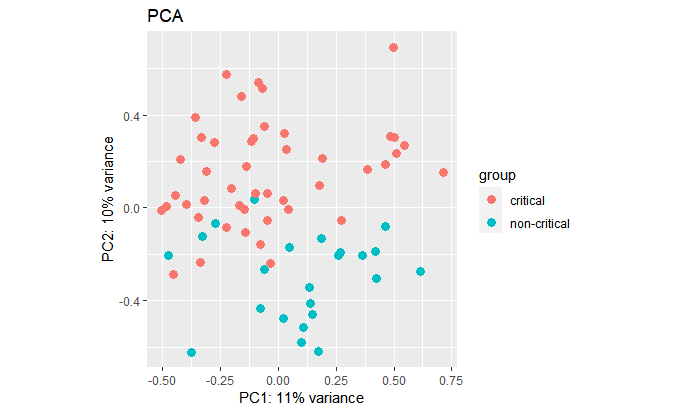 PCA
PC2: 10% variance
0.4
0.0
-0.4
-0.50
-0.25
0.00
0.25
0.50
0.75
PC1: 11% variance
group
critical
non-critical